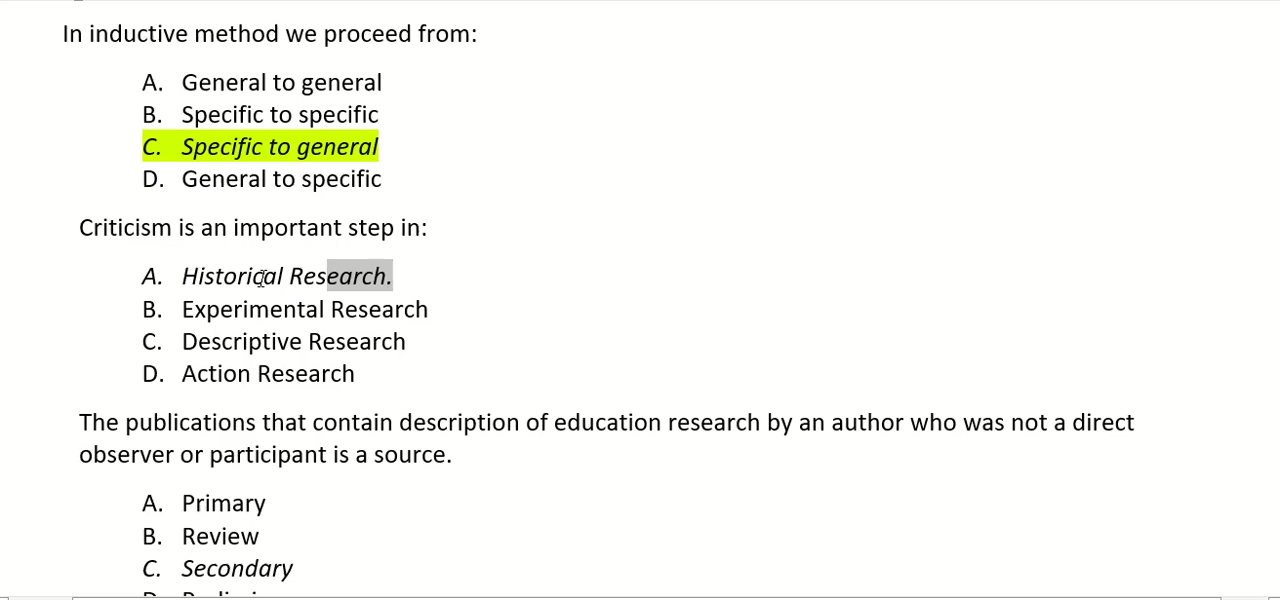 In inductive method we proceed from:
A. General to general
B. Specific to specific
C. Specific to general
D. General to specific
Criticism is an important step in:
A. Historical Research.
B. Experimental Research
C. Descriptive Research
D. Action Research
The publications that contain description of education research by an author who was not a direct
observer or participant is a source.
A. Primary
B. Review
C. Secondary